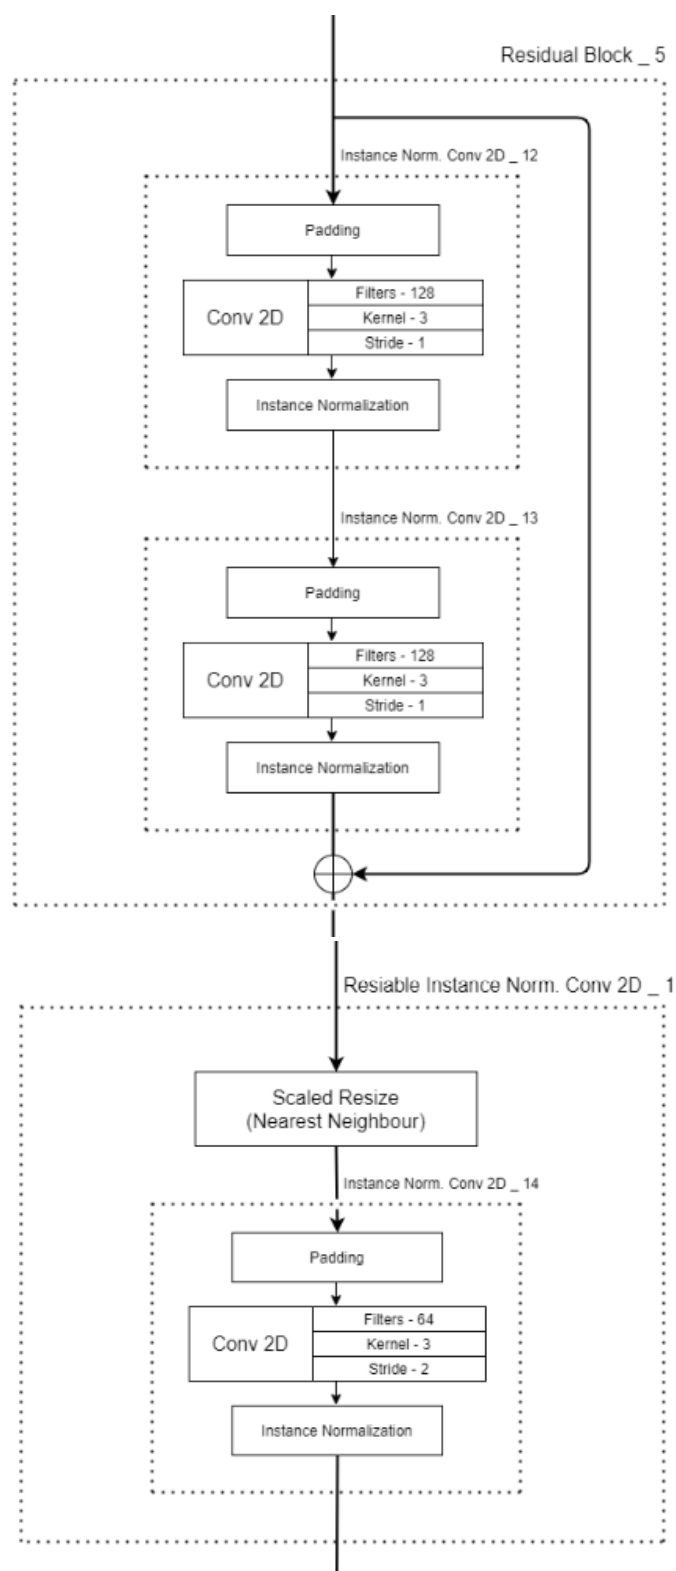 Residual Block _ 5
Instance Norm. Conv 2D _ 12
Padding
Conv 2D
Filters - 128
Kernel - 3
Stride - 1
Instance Normalization
Instance Norm. Conv 2D _ 13
Padding
Conv 2D
Filters - 128
Kernel - 3
Stride - 1
Instance Normalization
Resiable Instance Norm. Conv 2D _ 1
Scaled Resize
(Nearest Neighbour)
Instance Norm. Conv 2D _ 14
Padding
Conv 2D
Filters - 64
Kernel - 3
Stride - 2
Instance Normalization